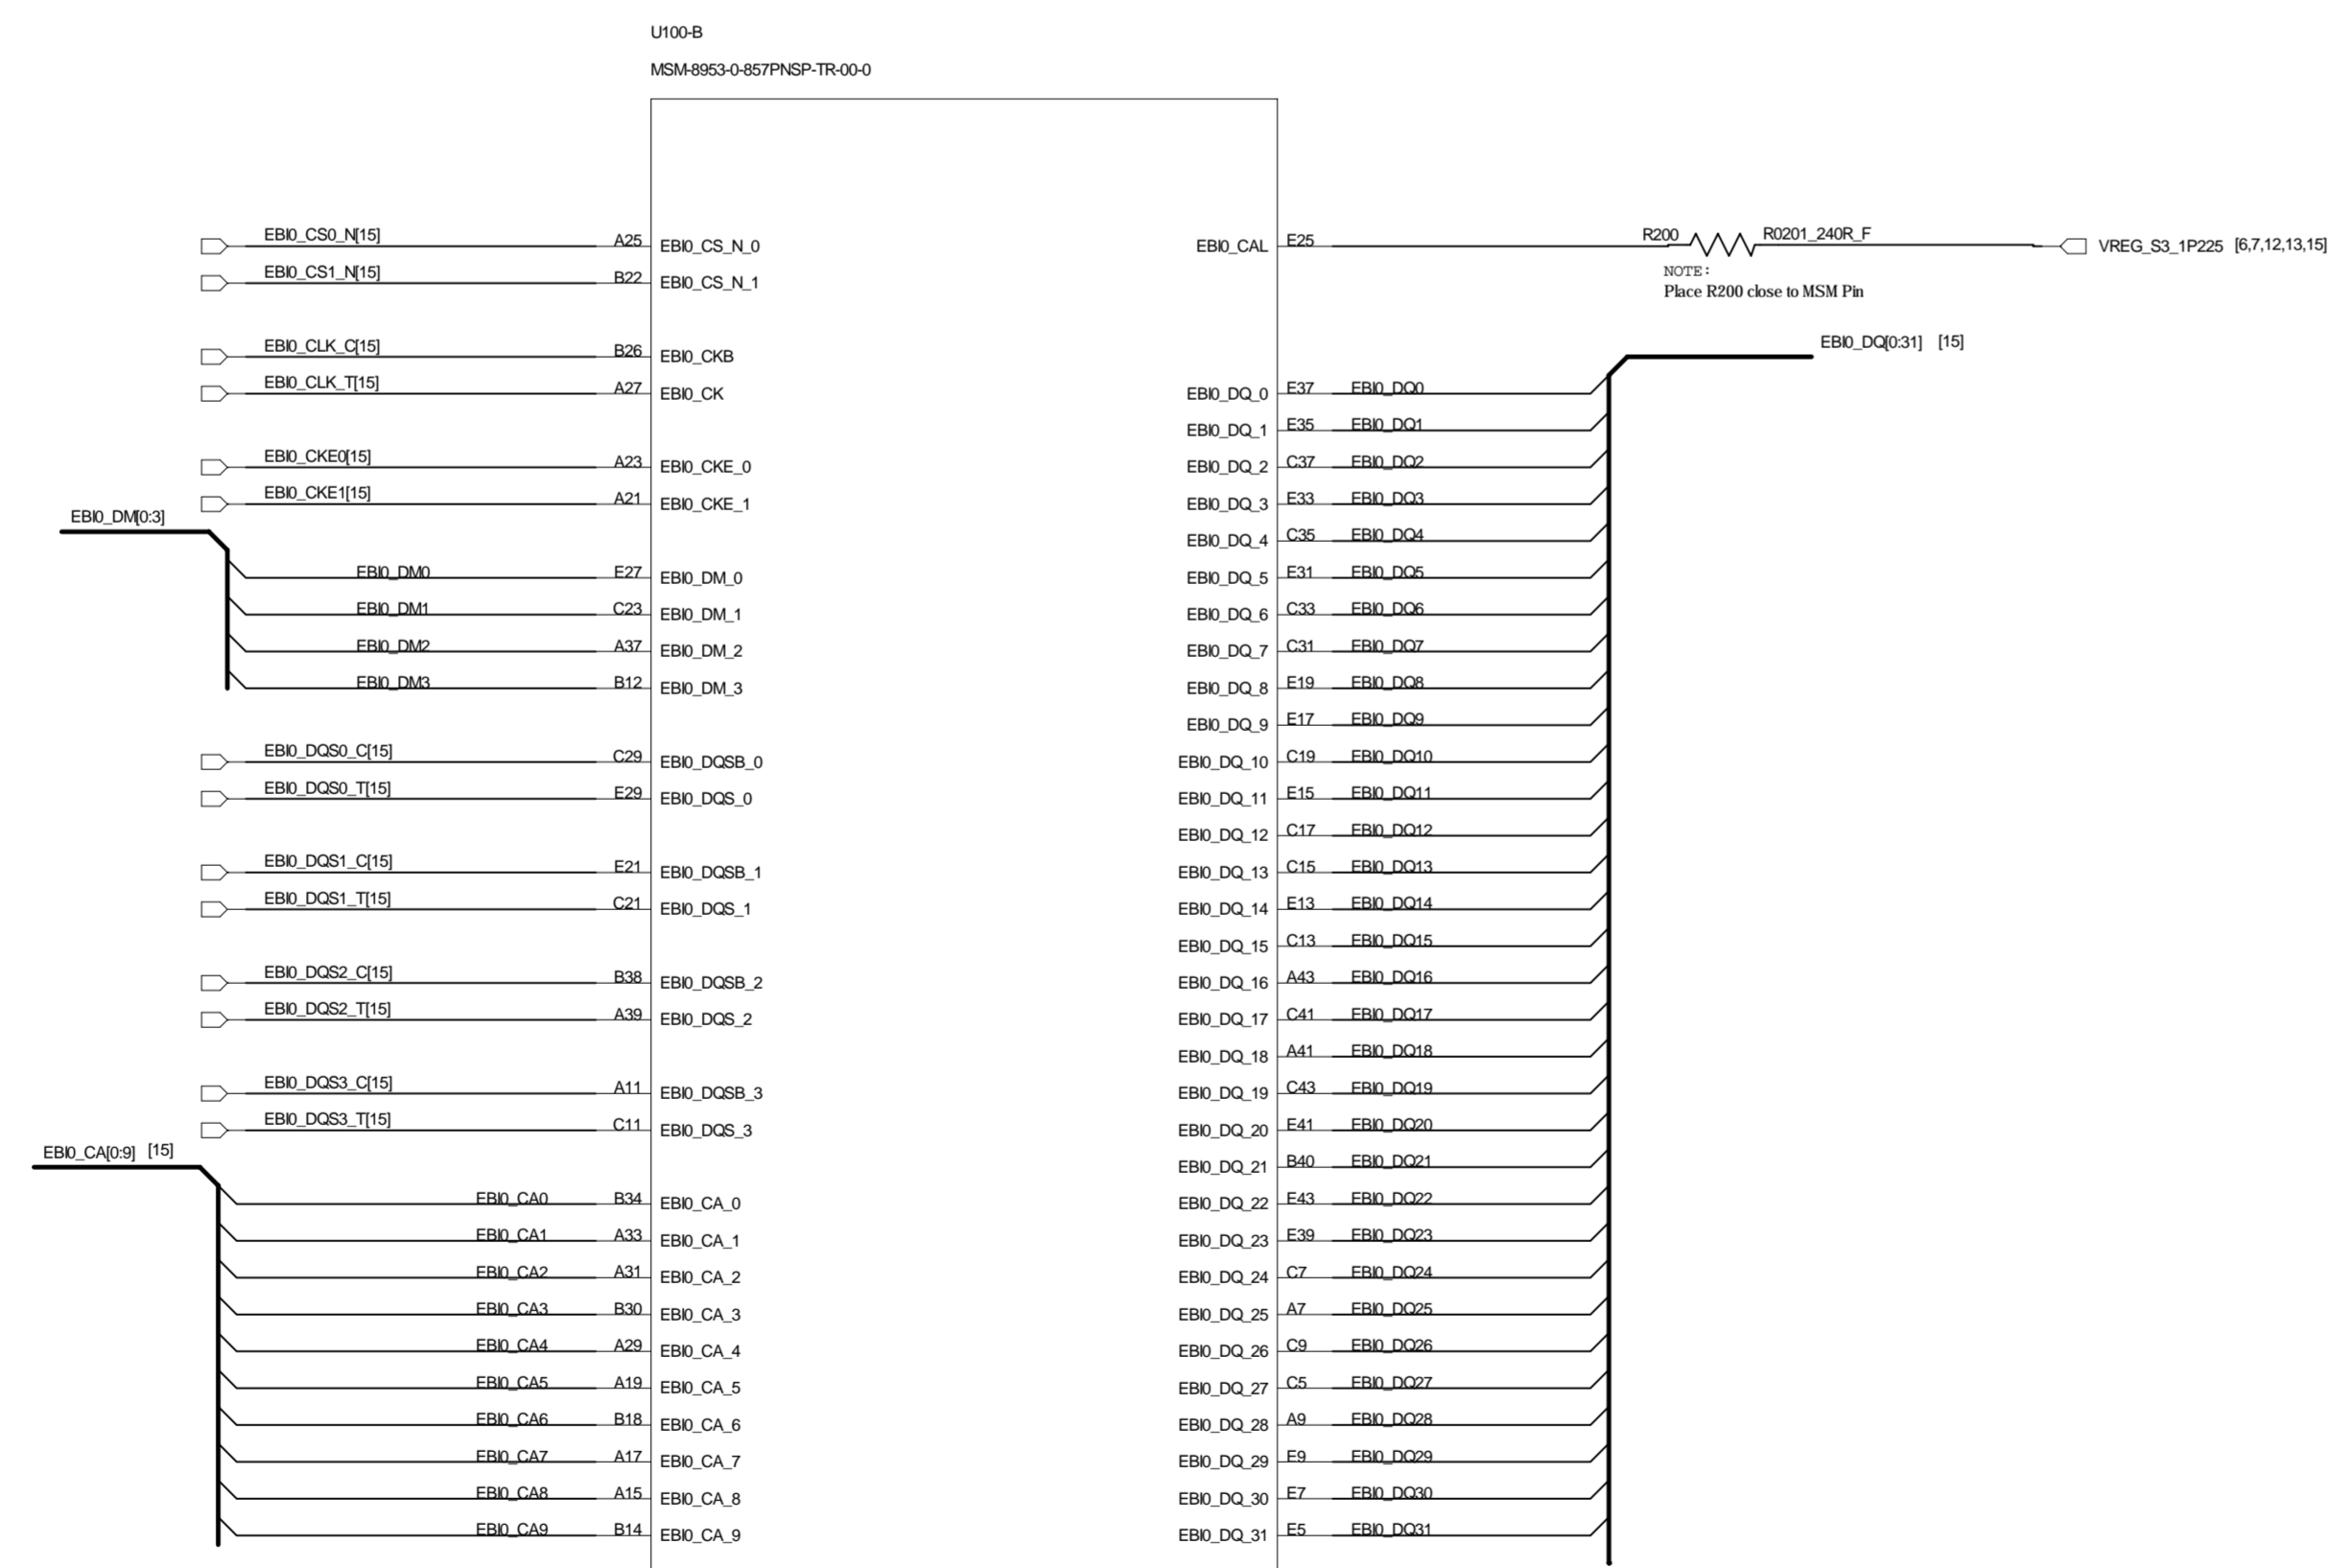 U100-B
MSM-8953-0-857PNSP-TR-00-0
EBI0_CS0_N[15] A25 EBI0_CS_N_0 EBI0_CAL E25 R200 R0201_240R_F VREG_S3_1P225 [6,7,12,13,15]
EBI0_CS1_N[15] B22 EBI0_CS_N_1 NOTE:
Place R200 close to MSM Pin
EBI0_CLK_C[15] B26 EBI0_CKB EBI0_DQ[0:31] [15]
EBI0_CLK_T[15] A27 EBI0_CK EBI0_DQ_0 E37 EBI0_DQ0
EBI0_DQ_1 E35 EBI0_DQ1
EBI0_CKE0[15] A23 EBI0_CKE_0 EBI0_DQ_2 C37 EBI0_DQ2
EBI0_CKE1[15] A21 EBI0_CKE_1 EBI0_DQ_3 E33 EBI0_DQ3
EBI0_DM[0:3]
EBI0_DQ_4 C35 EBI0_DQ4
EBI0_DM0 E27 EBI0_DM_0 EBI0_DQ_5 E31 EBI0_DQ5
EBI0_DM1 C23 EBI0_DM_1 EBI0_DQ_6 C33 EBI0_DQ6
EBI0_DM2 A37 EBI0_DM_2 EBI0_DQ_7 C31 EBI0_DQ7
EBI0_DM3 B12 EBI0_DM_3 EBI0_DQ_8 E19 EBI0_DQ8
EBI0_DQ_9 E17 EBI0_DQ9
EBI0_DQS0_C[15] C29 EBI0_DQSB_0 EBI0_DQ_10 C19 EBI0_DQ10
EBI0_DQS0_T[15] E29 EBI0_DQS_0 EBI0_DQ_11 E15 EBI0_DQ11
EBI0_DQ_12 C17 EBI0_DQ12
EBI0_DQS1_C[15] E21 EBI0_DQSB_1 EBI0_DQ_13 C15 EBI0_DQ13
EBI0_DQS1_T[15] C21 EBI0_DQS_1 EBI0_DQ_14 E13 EBI0_DQ14
EBI0_DQ_15 C13 EBI0_DQ15
EBI0_DQS2_C[15] B38 EBI0_DQSB_2 EBI0_DQ_16 A43 EBI0_DQ16
EBI0_DQS2_T[15] A39 EBI0_DQS_2 EBI0_DQ_17 C41 EBI0_DQ17
EBI0_DQ_18 A41 EBI0_DQ18
EBI0_DQS3_C[15] A11 EBI0_DQSB_3 EBI0_DQ_19 C43 EBI0_DQ19
EBI0_DQS3_T[15] C11 EBI0_DQS_3 EBI0_DQ_20 E41 EBI0_DQ20
EBI0_CA[0:9] [15]
EBI0_DQ_21 B40 EBI0_DQ21
EBI0_CA0 B34 EBI0_CA_0 EBI0_DQ_22 E43 EBI0_DQ22
EBI0_CA1 A33 EBI0_CA_1 EBI0_DQ_23 E39 EBI0_DQ23
EBI0_CA2 A31 EBI0_CA_2 EBI0_DQ_24 C7 EBI0_DQ24
EBI0_CA3 B30 EBI0_CA_3 EBI0_DQ_25 A7 EBI0_DQ25
EBI0_CA4 A29 EBI0_CA_4 EBI0_DQ_26 C9 EBI0_DQ26
EBI0_CA5 A19 EBI0_CA_5 EBI0_DQ_27 C5 EBI0_DQ27
EBI0_CA6 B18 EBI0_CA_6 EBI0_DQ_28 A9 EBI0_DQ28
EBI0_CA7 A17 EBI0_CA_7 EBI0_DQ_29 E9 EBI0_DQ29
EBI0_CA8 A15 EBI0_CA_8 EBI0_DQ_30 E7 EBI0_DQ30
EBI0_CA9 B14 EBI0_CA_9 EBI0_DQ_31 E5 EBI0_DQ31